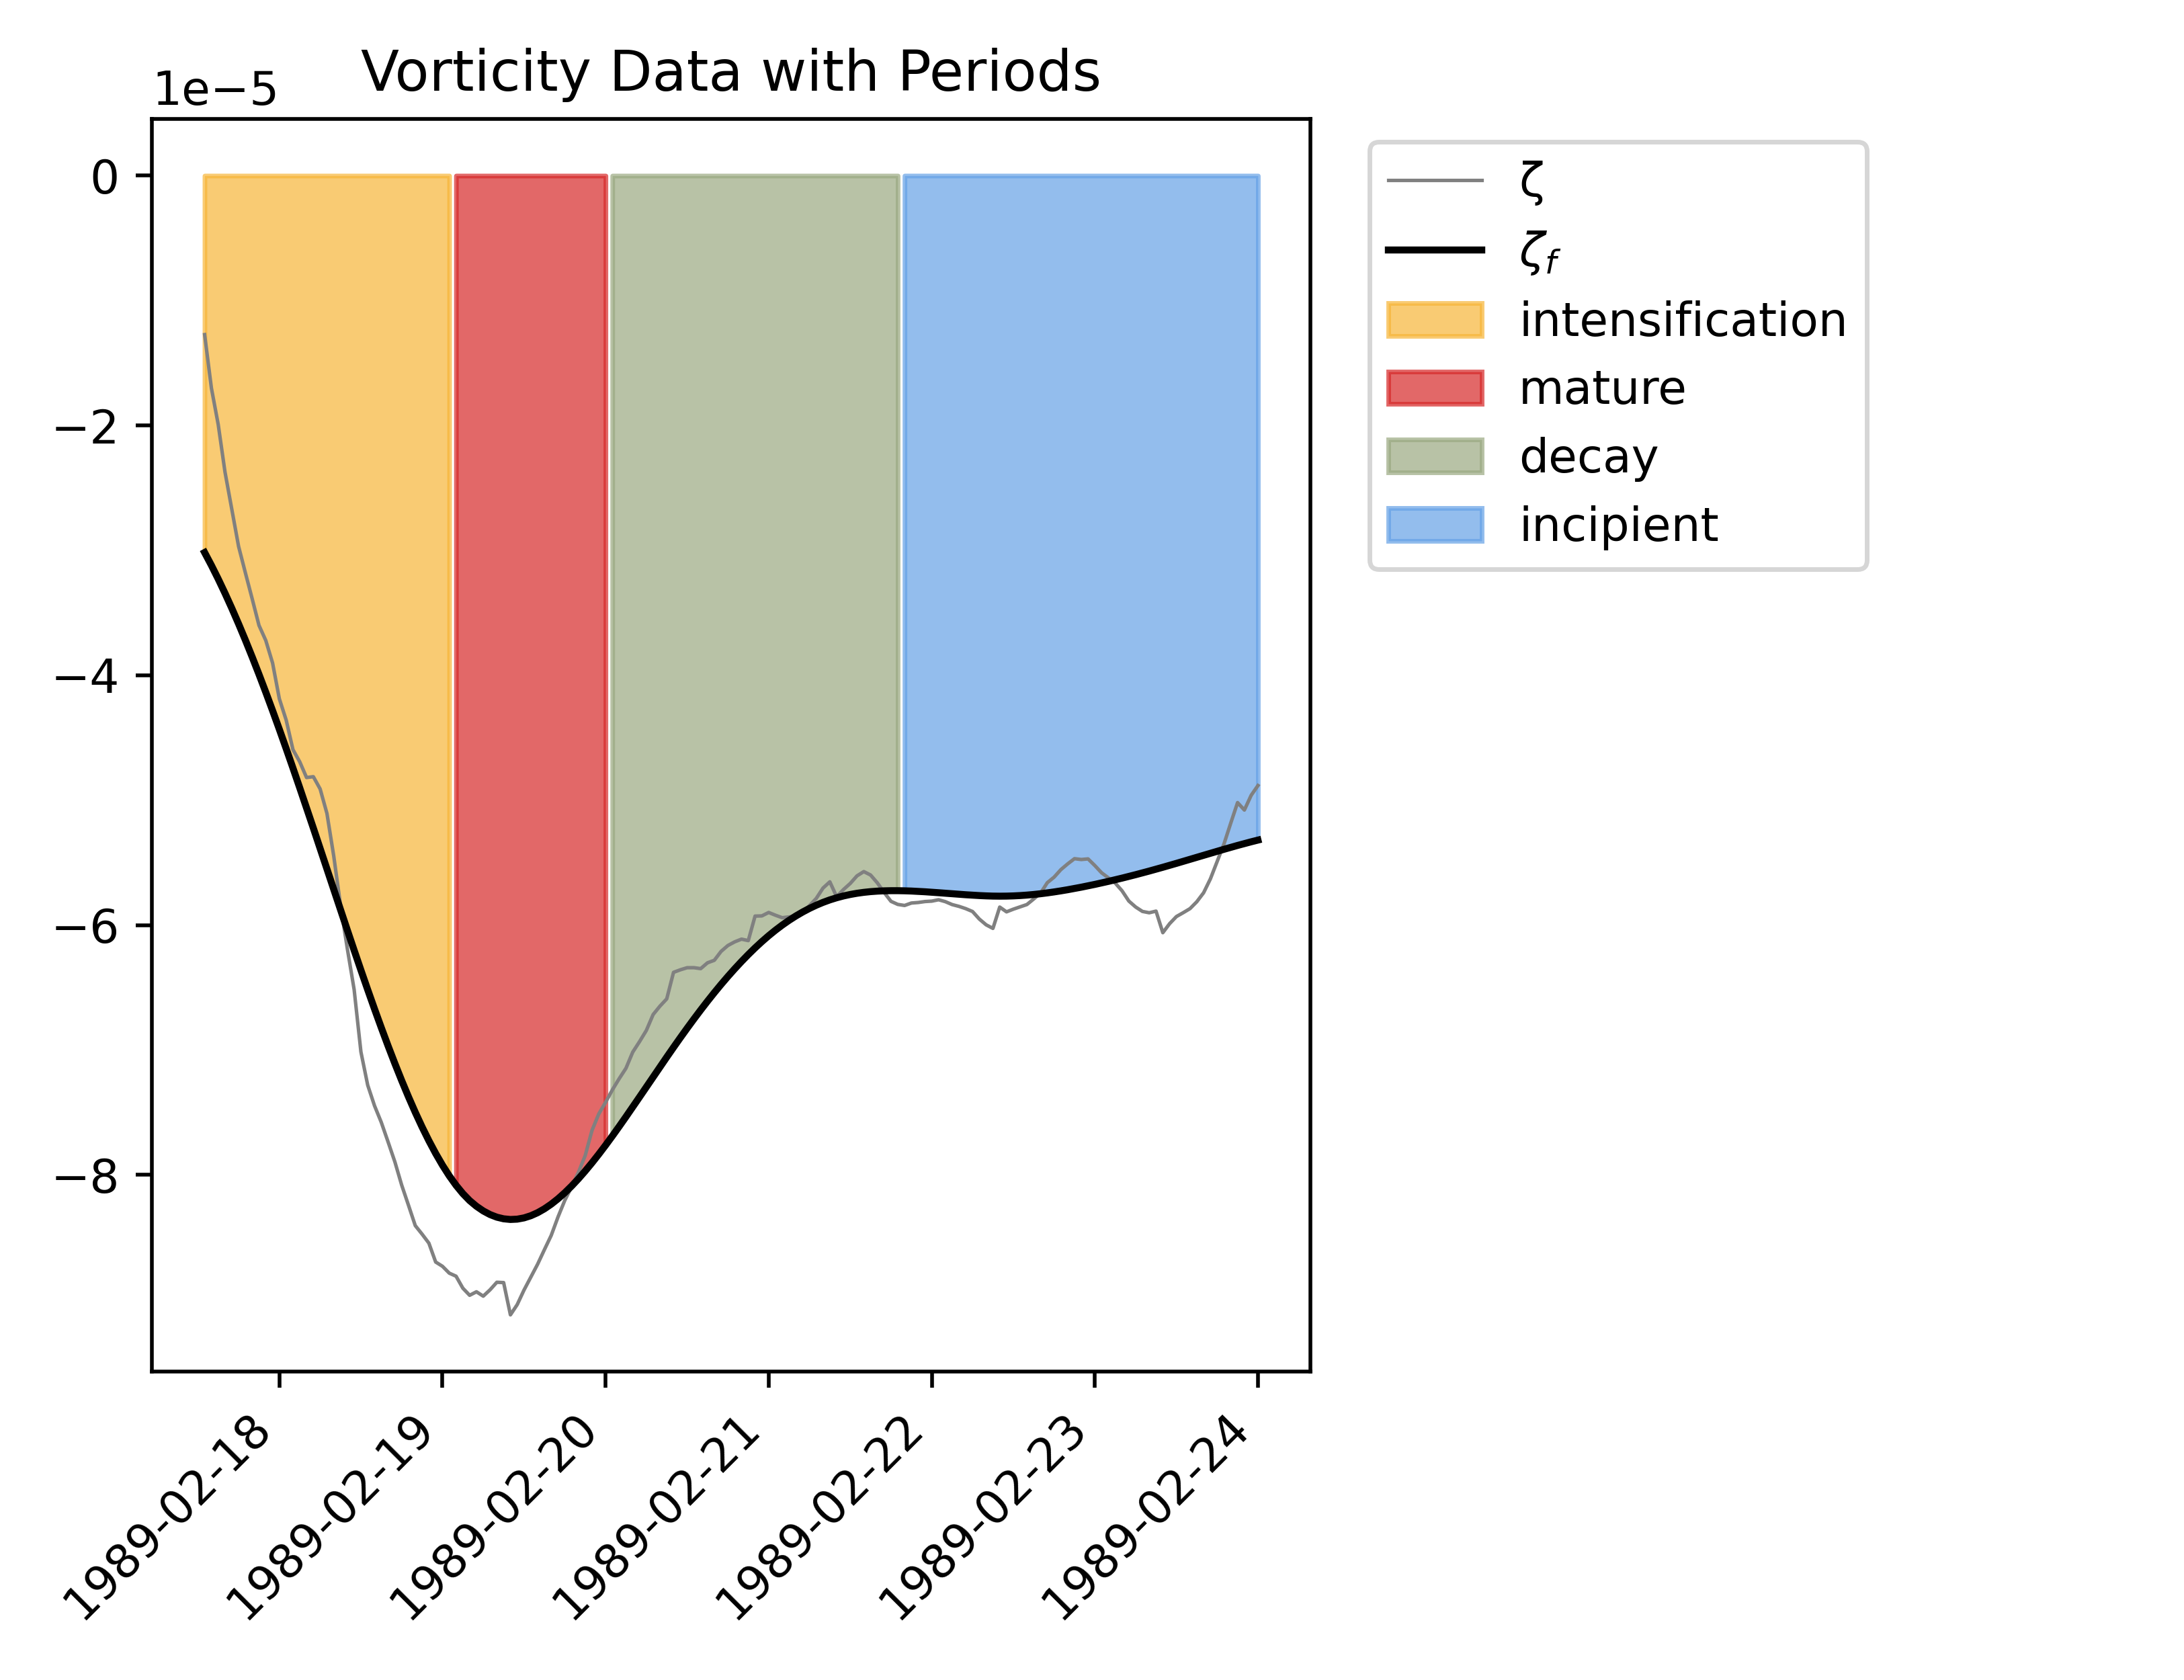 Vorticity Data with Periods
1e−5
0
−2
−4
−6
−8
1989-02-18
1989-02-19
1989-02-20
1989-02-21
1989-02-22
1989-02-23
1989-02-24
ζ
ζf
intensification
mature
decay
incipient